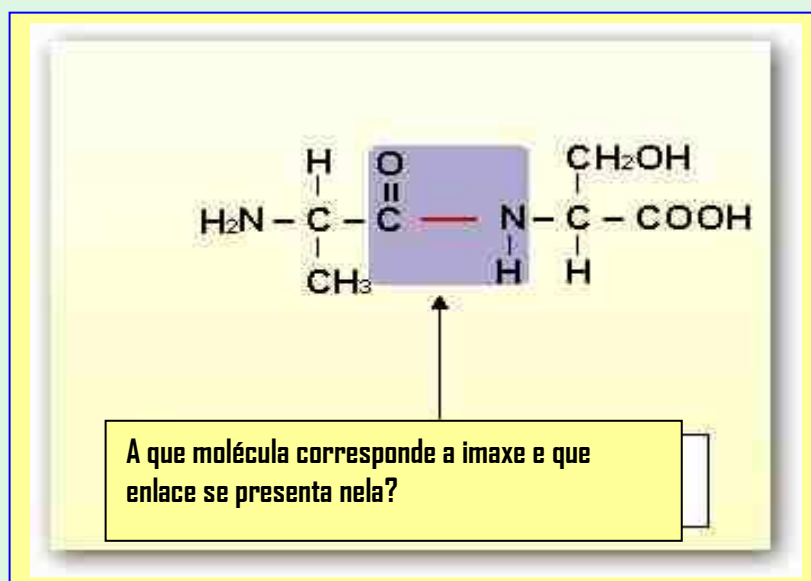 H O CH₂OH
H₂N – C – C — N – C – COOH
CH₃ H H
A que molécula corresponde a imaxe e que
enlace se presenta nela?